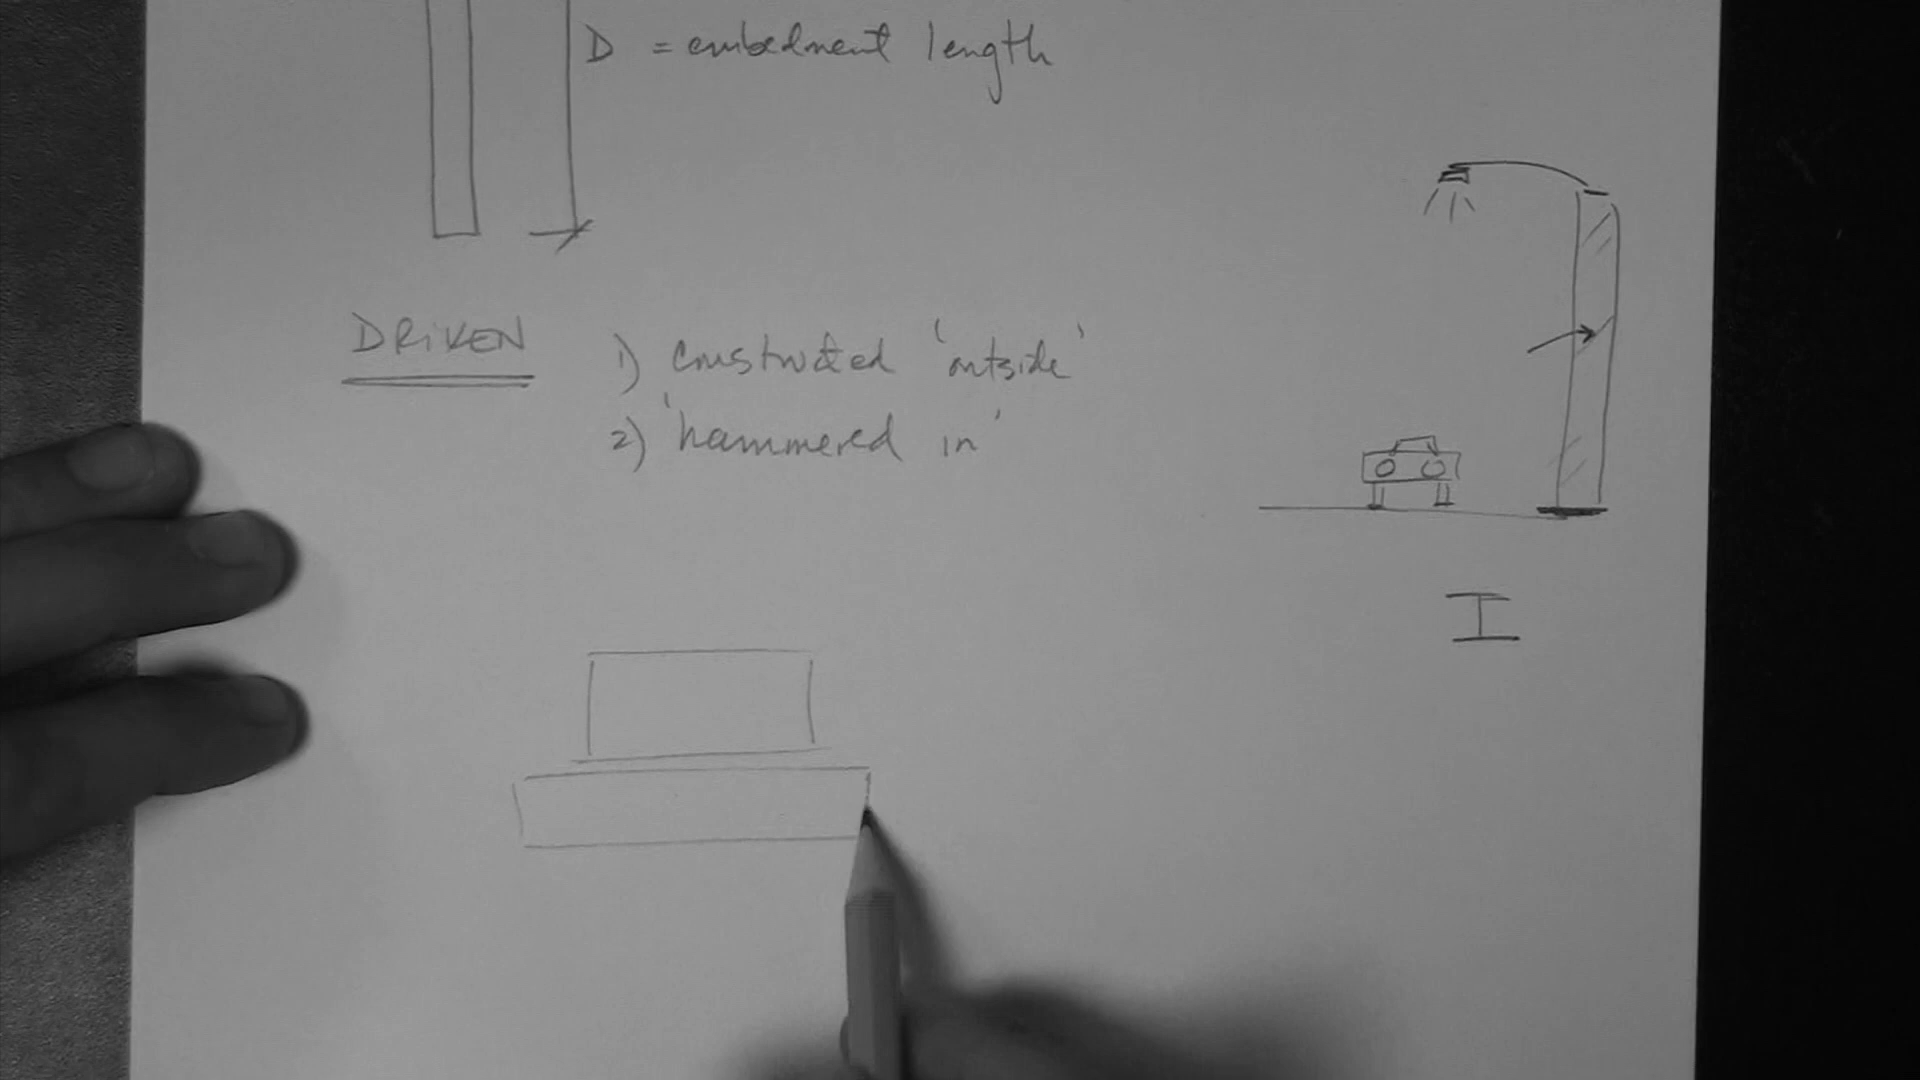 D = embedment length
DRIVEN
1) constructed 'outside'
2) 'hammered in'